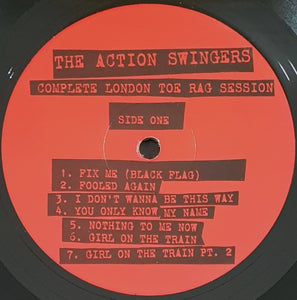 THE ACTION SWINGERS
COMPLETE LONDON TOE RAG SESSION
SIDE ONE
1. FIX ME (BLACK FLAG)
2. FOOLED AGAIN
3. I DON'T WANNA BE THIS WAY
4. YOU ONLY KNOW MY NAME
5. NOTHING TO ME NOW
6. GIRL ON THE TRAIN
7. GIRL ON THE TRAIN PT. 2